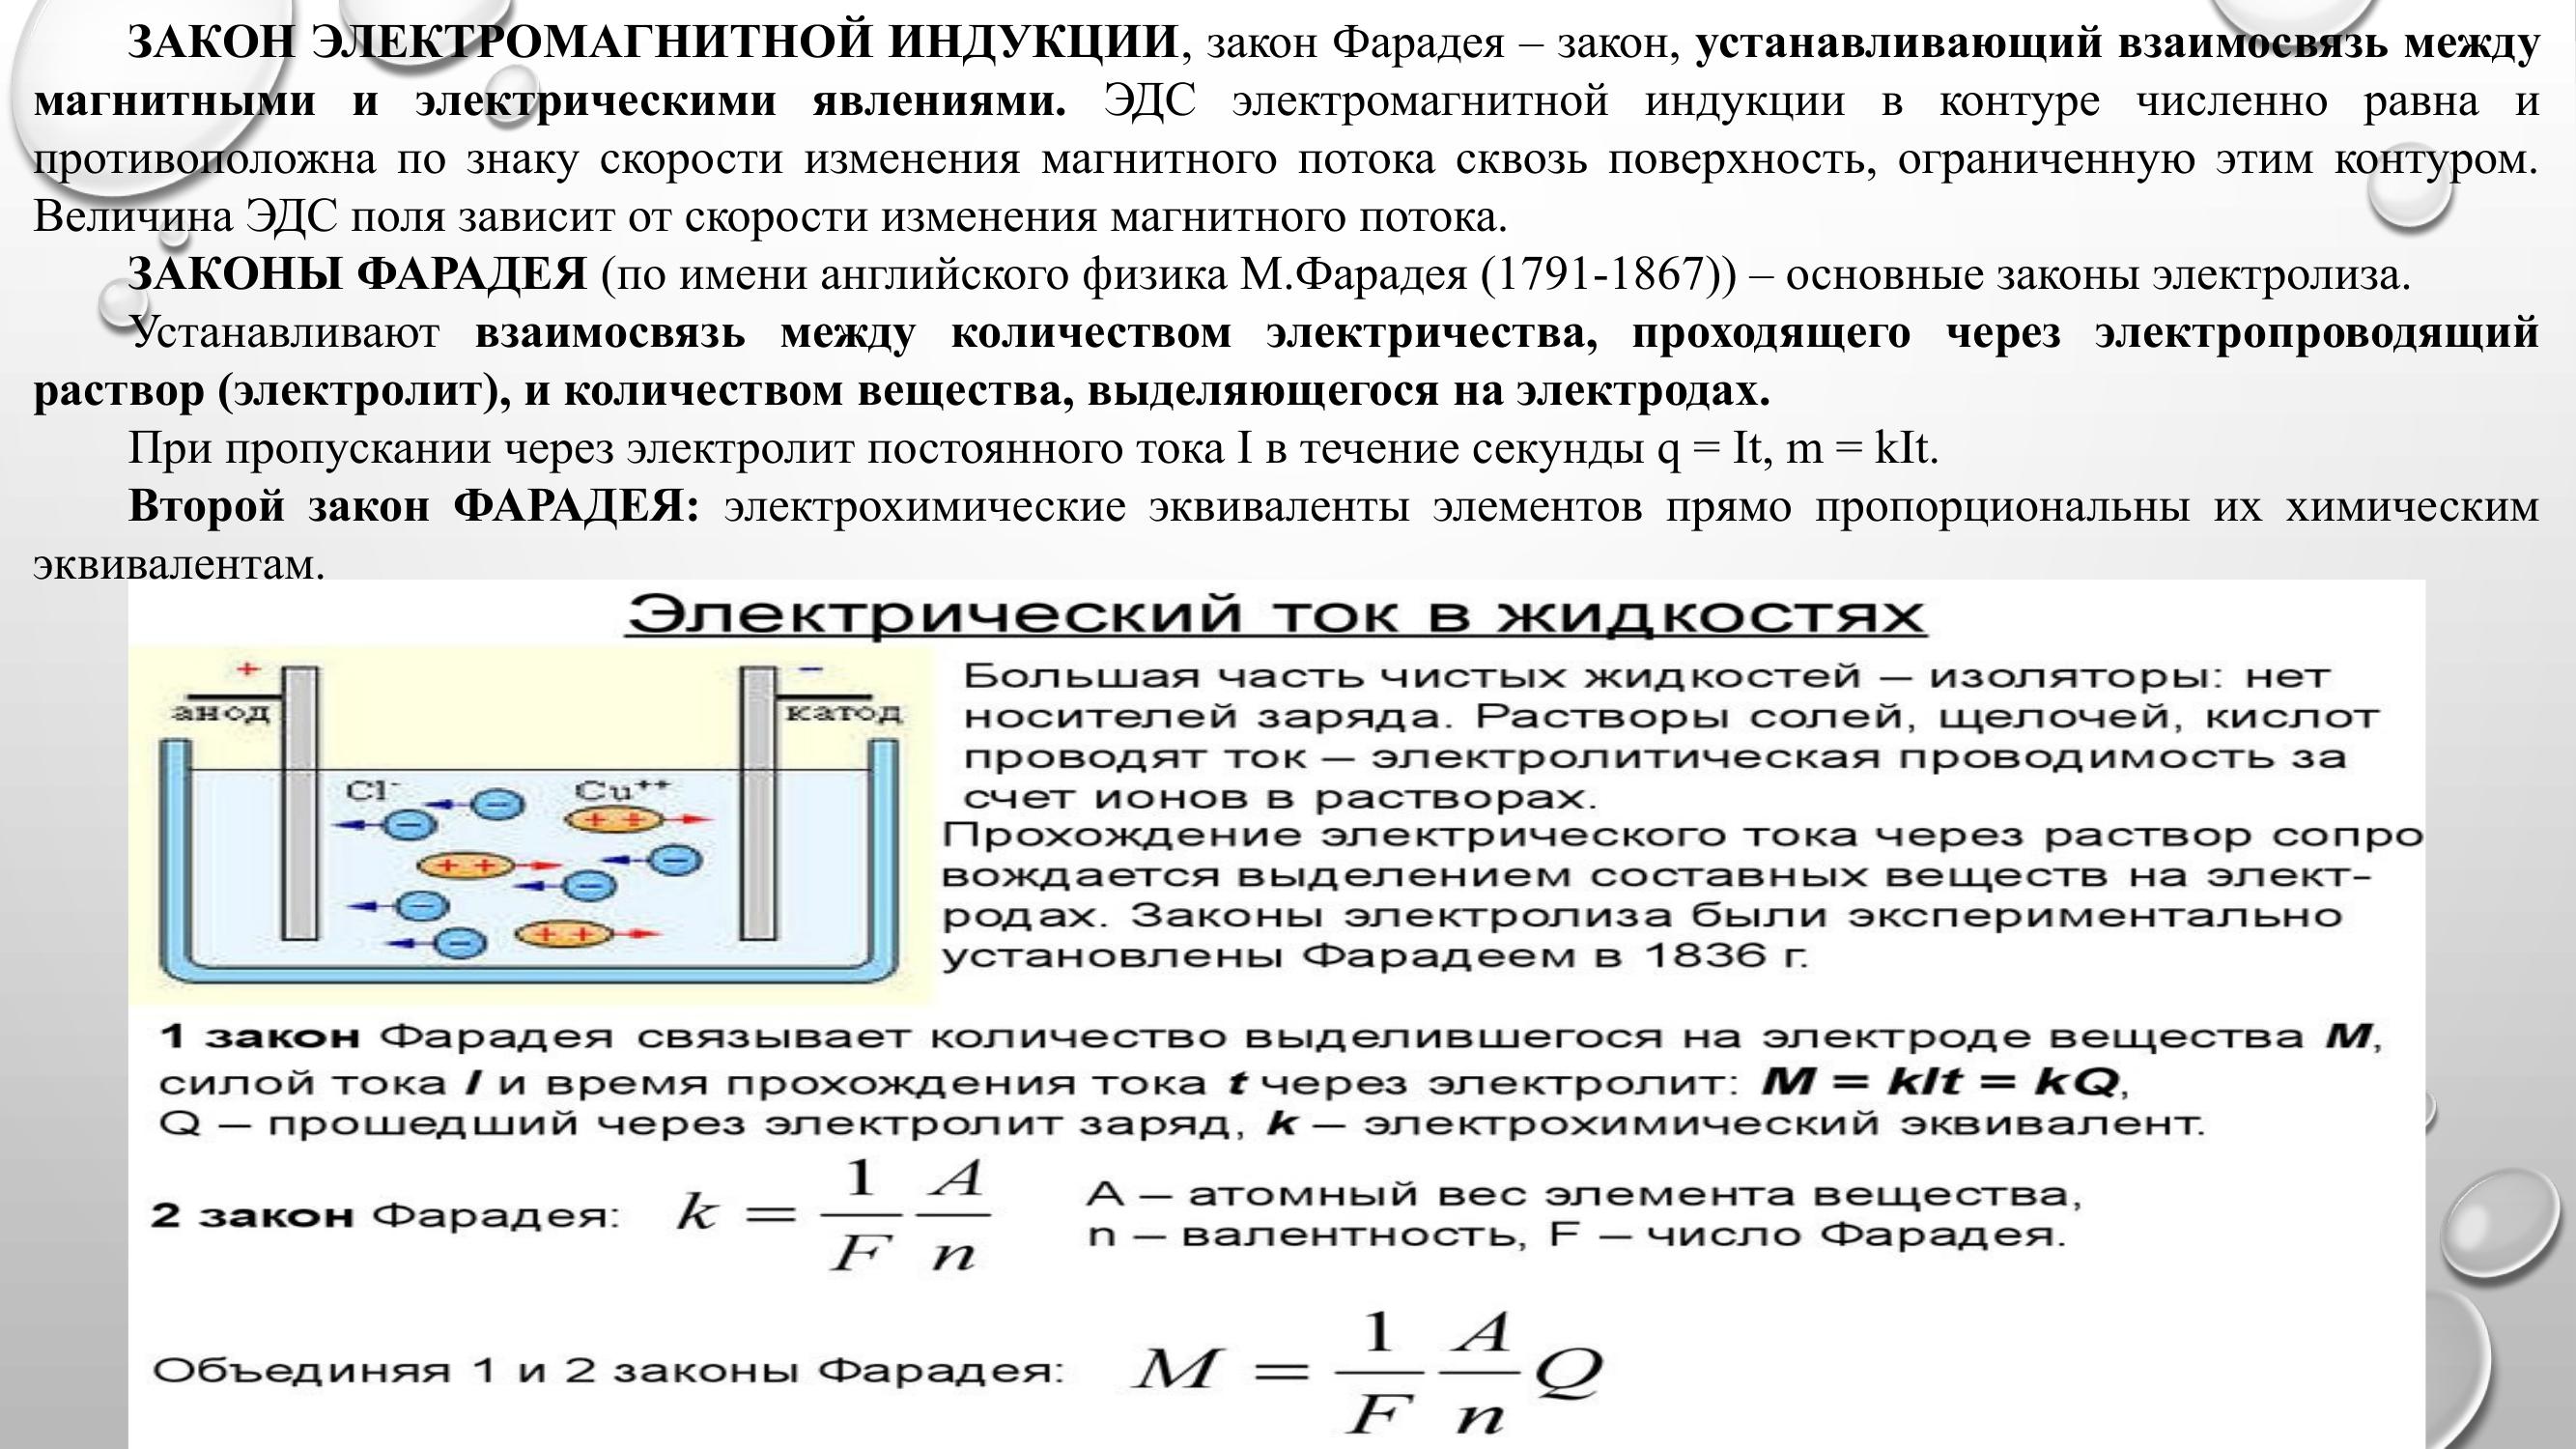 ЗАКОН ЭЛЕКТРОМАГНИТНОЙ ИНДУКЦИИ, закон Фарадея – закон, устанавливающий взаимосвязь между
магнитными и электрическими явлениями. ЭДС электромагнитной индукции в контуре численно равна и
противоположна по знаку скорости изменения магнитного потока сквозь поверхность, ограниченную этим контуром.
Величина ЭДС поля зависит от скорости изменения магнитного потока.
ЗАКОНЫ ФАРАДЕЯ (по имени английского физика М.Фарадея (1791-1867)) – основные законы электролиза.
Устанавливают взаимосвязь между количеством электричества, проходящего через электропроводящий
раствор (электролит), и количеством вещества, выделяющегося на электродах.
При пропускании через электролит постоянного тока I в течение секунды q = It, m = kIt.
Второй закон ФАРАДЕЯ: электрохимические эквиваленты элементов прямо пропорциональны их химическим
эквивалентам.
Электрический ток в жидкостях
+ –
анод катод
Cl⁻ Cu⁺⁺
Большая часть чистых жидкостей – изоляторы: нет
носителей заряда. Растворы солей, щелочей, кислот
проводят ток – электролитическая проводимость за
счет ионов в растворах.
Прохождение электрического тока через раствор сопро
вождается выделением составных веществ на элект-
родах. Законы электролиза были экспериментально
установлены Фарадеем в 1836 г.
1 закон Фарадея связывает количество выделившегося на электроде вещества M,
силой тока I и время прохождения тока t через электролит: M = kIt = kQ,
Q – прошедший через электролит заряд, k – электрохимический эквивалент.
2 закон Фарадея: k = 1/F A/n
А – атомный вес элемента вещества,
n – валентность, F – число Фарадея.
Объединяя 1 и 2 законы Фарадея: M = 1/F A/n Q